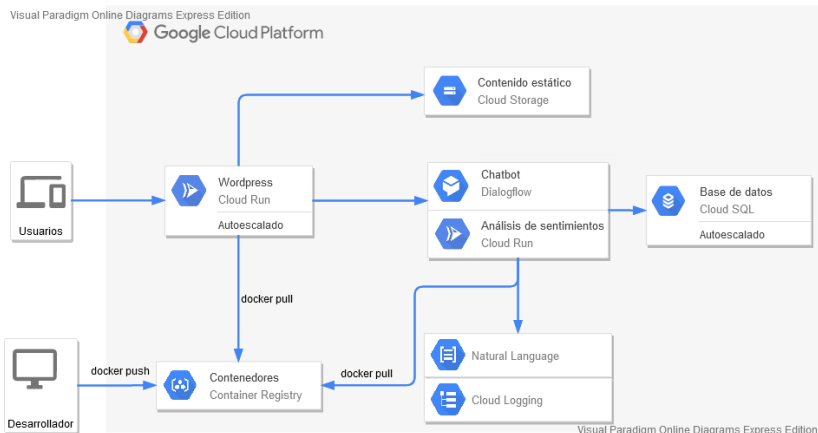 Visual Paradigm Online Diagrams Express Edition
Google Cloud Platform
Contenido estático
Cloud Storage
Wordpress
Cloud Run
Autoescalado
Chatbot
Dialogflow
Análisis de sentimientos
Cloud Run
Base de datos
Cloud SQL
Autoescalado
Usuarios
docker pull
Natural Language
docker push
docker pull
Contenedores
Container Registry
Cloud Logging
Desarrollador
Visual Paradigm Online Diagrams Express Edition